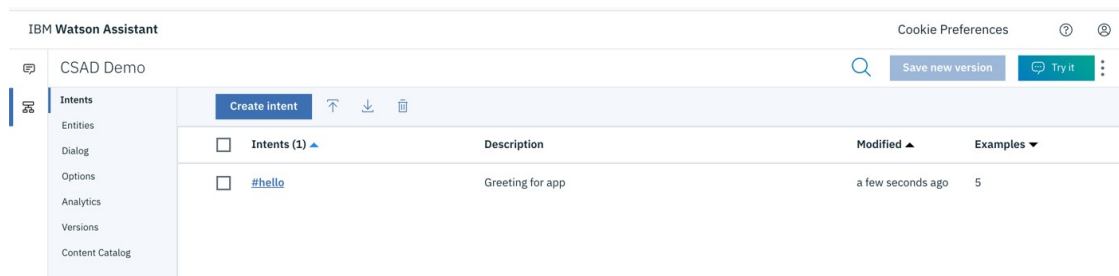 IBM Watson Assistant Cookie Preferences
CSAD Demo Save new version Try it
Intents
Entities
Dialog
Options
Analytics
Versions
Content Catalog
Create intent
Intents (1) Description Modified Examples
#hello Greeting for app a few seconds ago 5